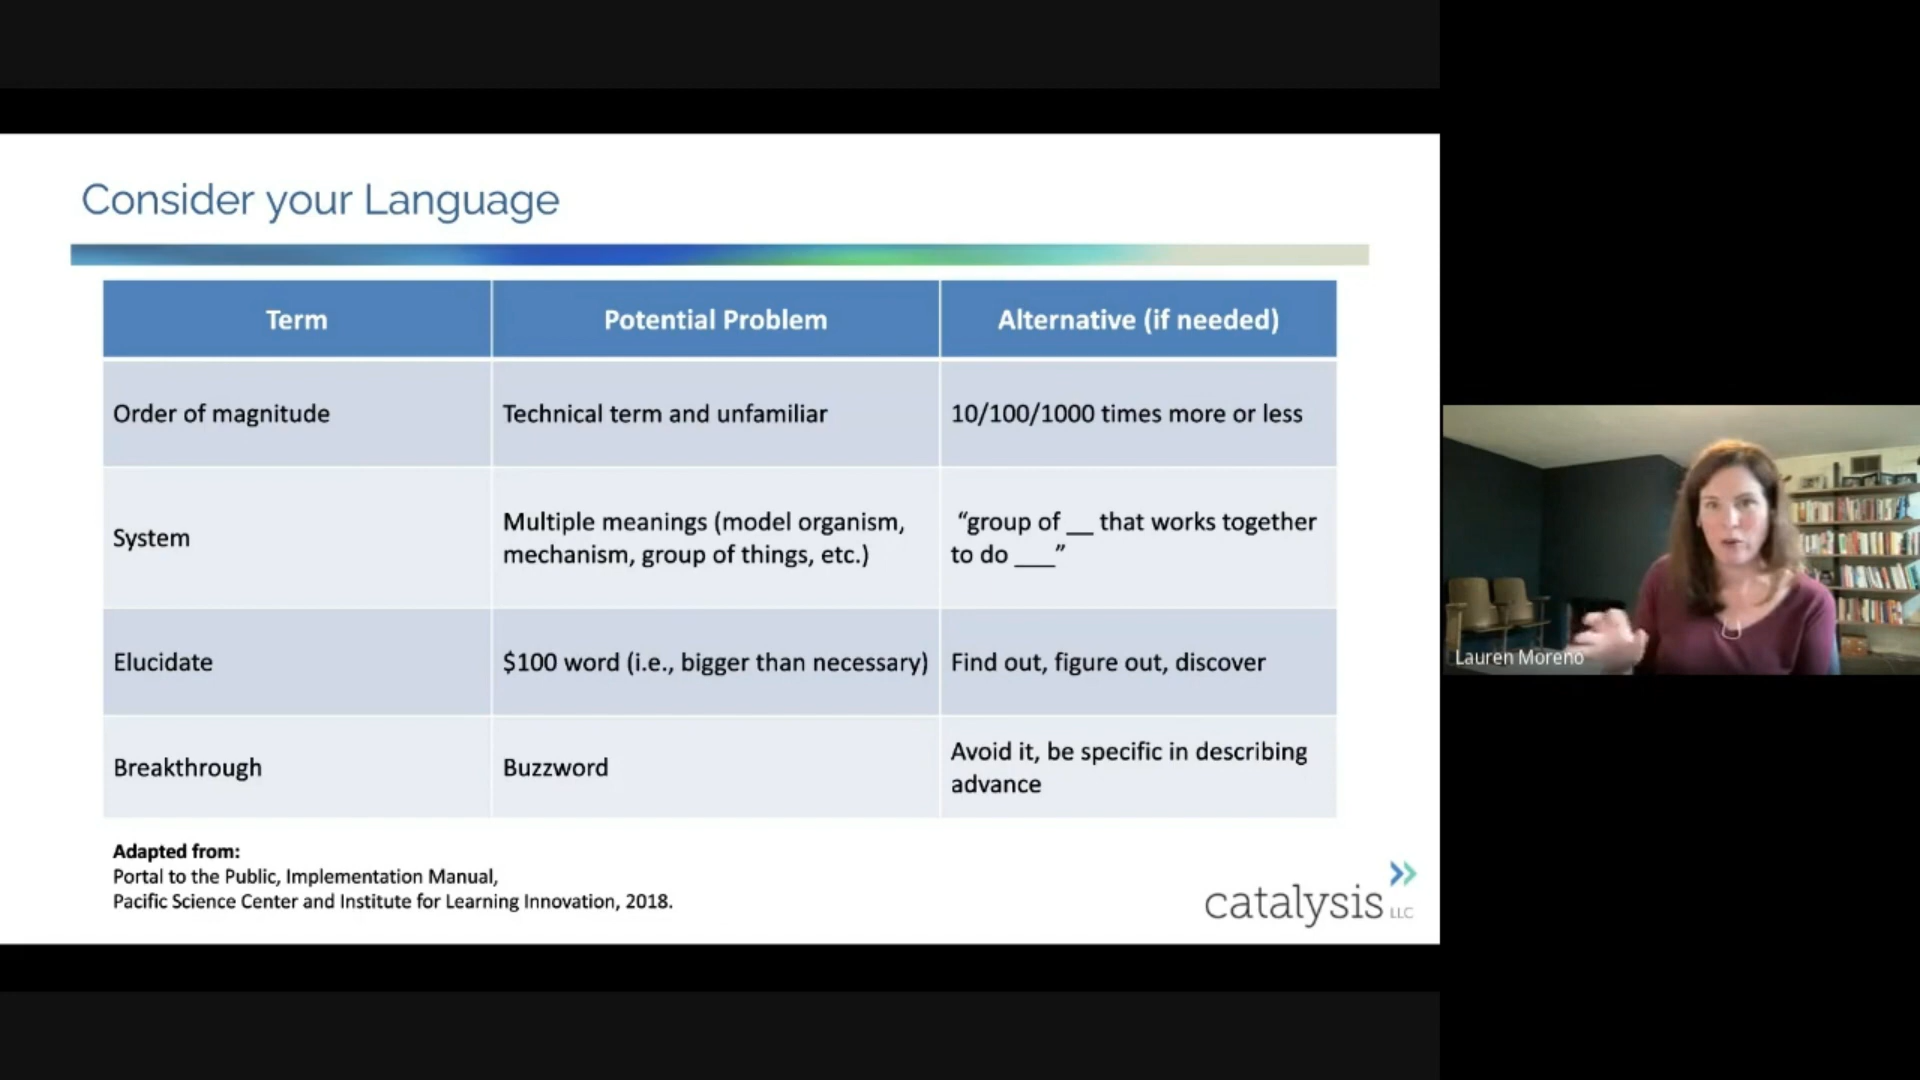 Consider your Language
Term
Potential Problem
Alternative (if needed)
Order of magnitude
Technical term and unfamiliar
10/100/1000 times more or less
System
Multiple meanings (model organism,
mechanism, group of things, etc.)
“group of __ that works together
to do ___”
Elucidate
$100 word (i.e., bigger than necessary)
Find out, figure out, discover
Breakthrough
Buzzword
Avoid it, be specific in describing
advance
Adapted from:
Portal to the Public, Implementation Manual,
Pacific Science Center and Institute for Learning Innovation, 2018.
catalysis LLC
Lauren Moreno